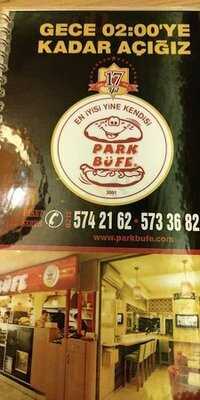 GECE 02:00'YE
KADAR AÇIĞIZ
17
Yıl
EN İYİSİ YİNE KENDİSİ
PARK
BÜFE
574 21 62 - 573 36 82
www.parkbufe.com
BÜFE